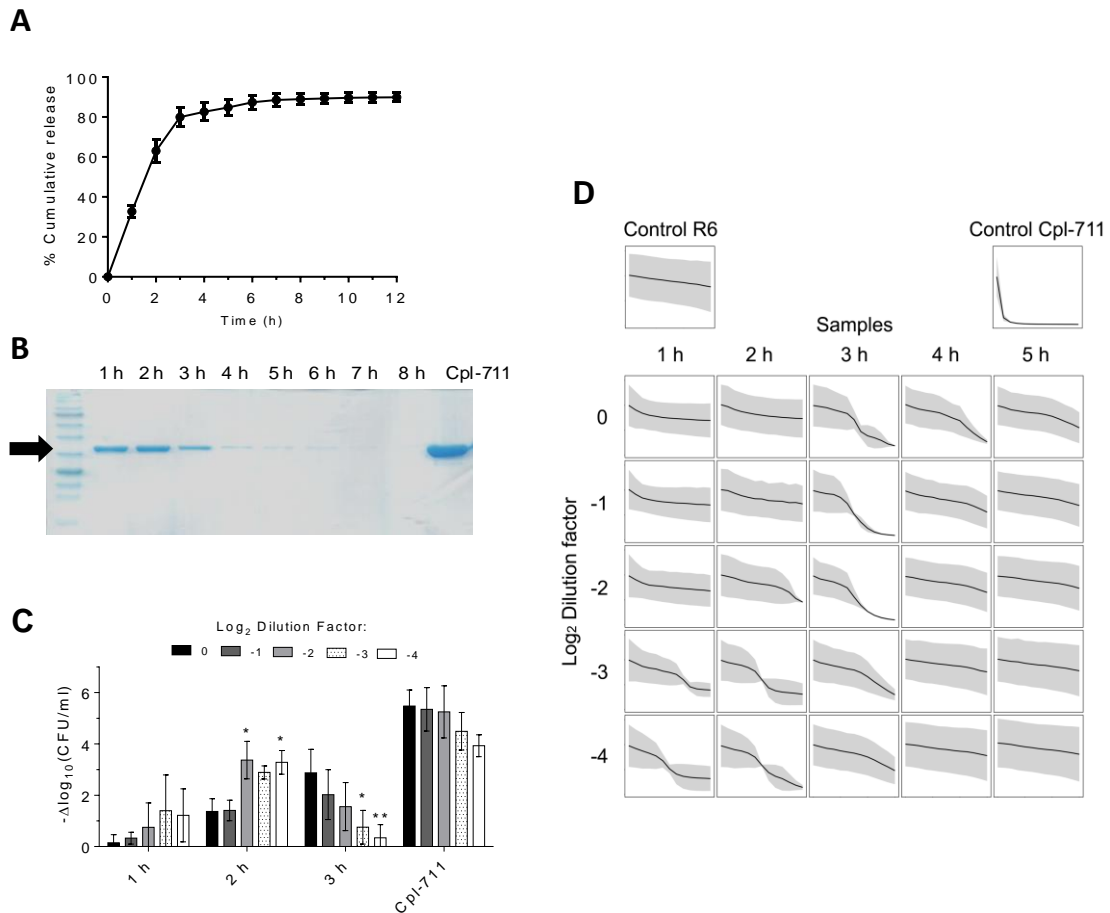 A
% Cumulative release
100
80
60
40
20
0
0 2 4 6 8 10 12
Time (h)
B
1 h 2 h 3 h 4 h 5 h 6 h 7 h 8 h Cpl-711
C
Log2 Dilution Factor:
0 -1 -2 -3 -4
-Δlog10(CFU/ml)
6
4
2
0
* * * **
1 h 2 h 3 h Cpl-711
D
Control R6 Control Cpl-711
Samples
1 h 2 h 3 h 4 h 5 h
Log2 Dilution factor
0
-1
-2
-3
-4